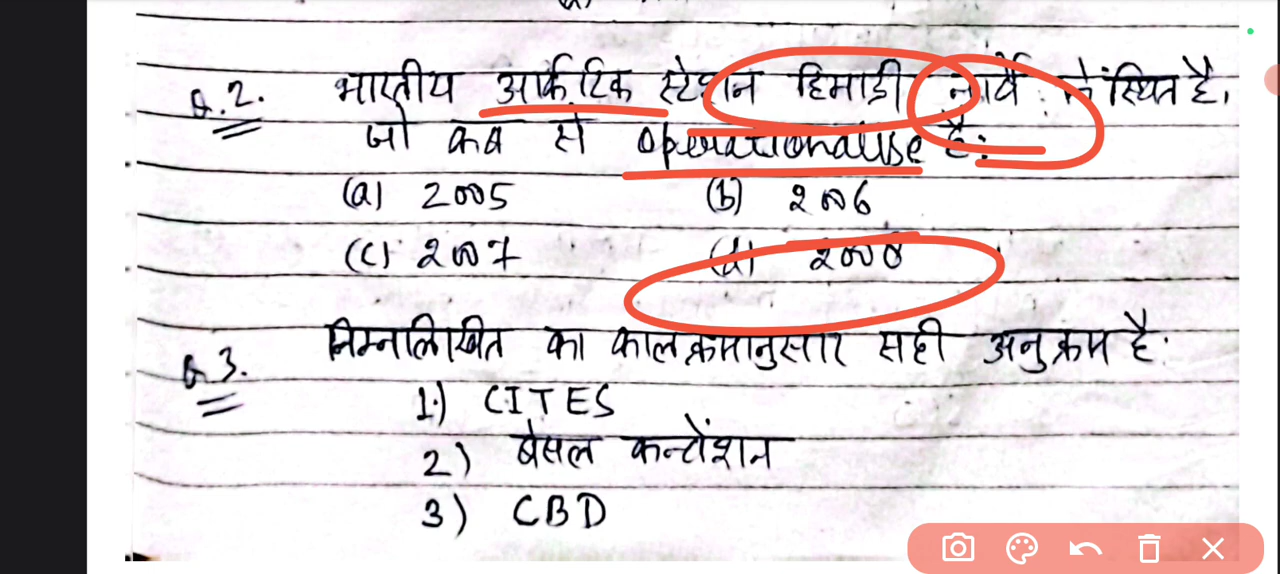 Q.2. भारतीय आर्कटिक स्टेशन हिमाद्री नार्वे में स्थित है,
जो कब से operationalise है:
(a) 2005 (b) 2006
(c) 2007 (d) 2008
Q.3. निम्नलिखित का कालक्रमानुसार सही अनुक्रम है:
1.) CITES
2) बेसल कन्वेंशन
3) CBD